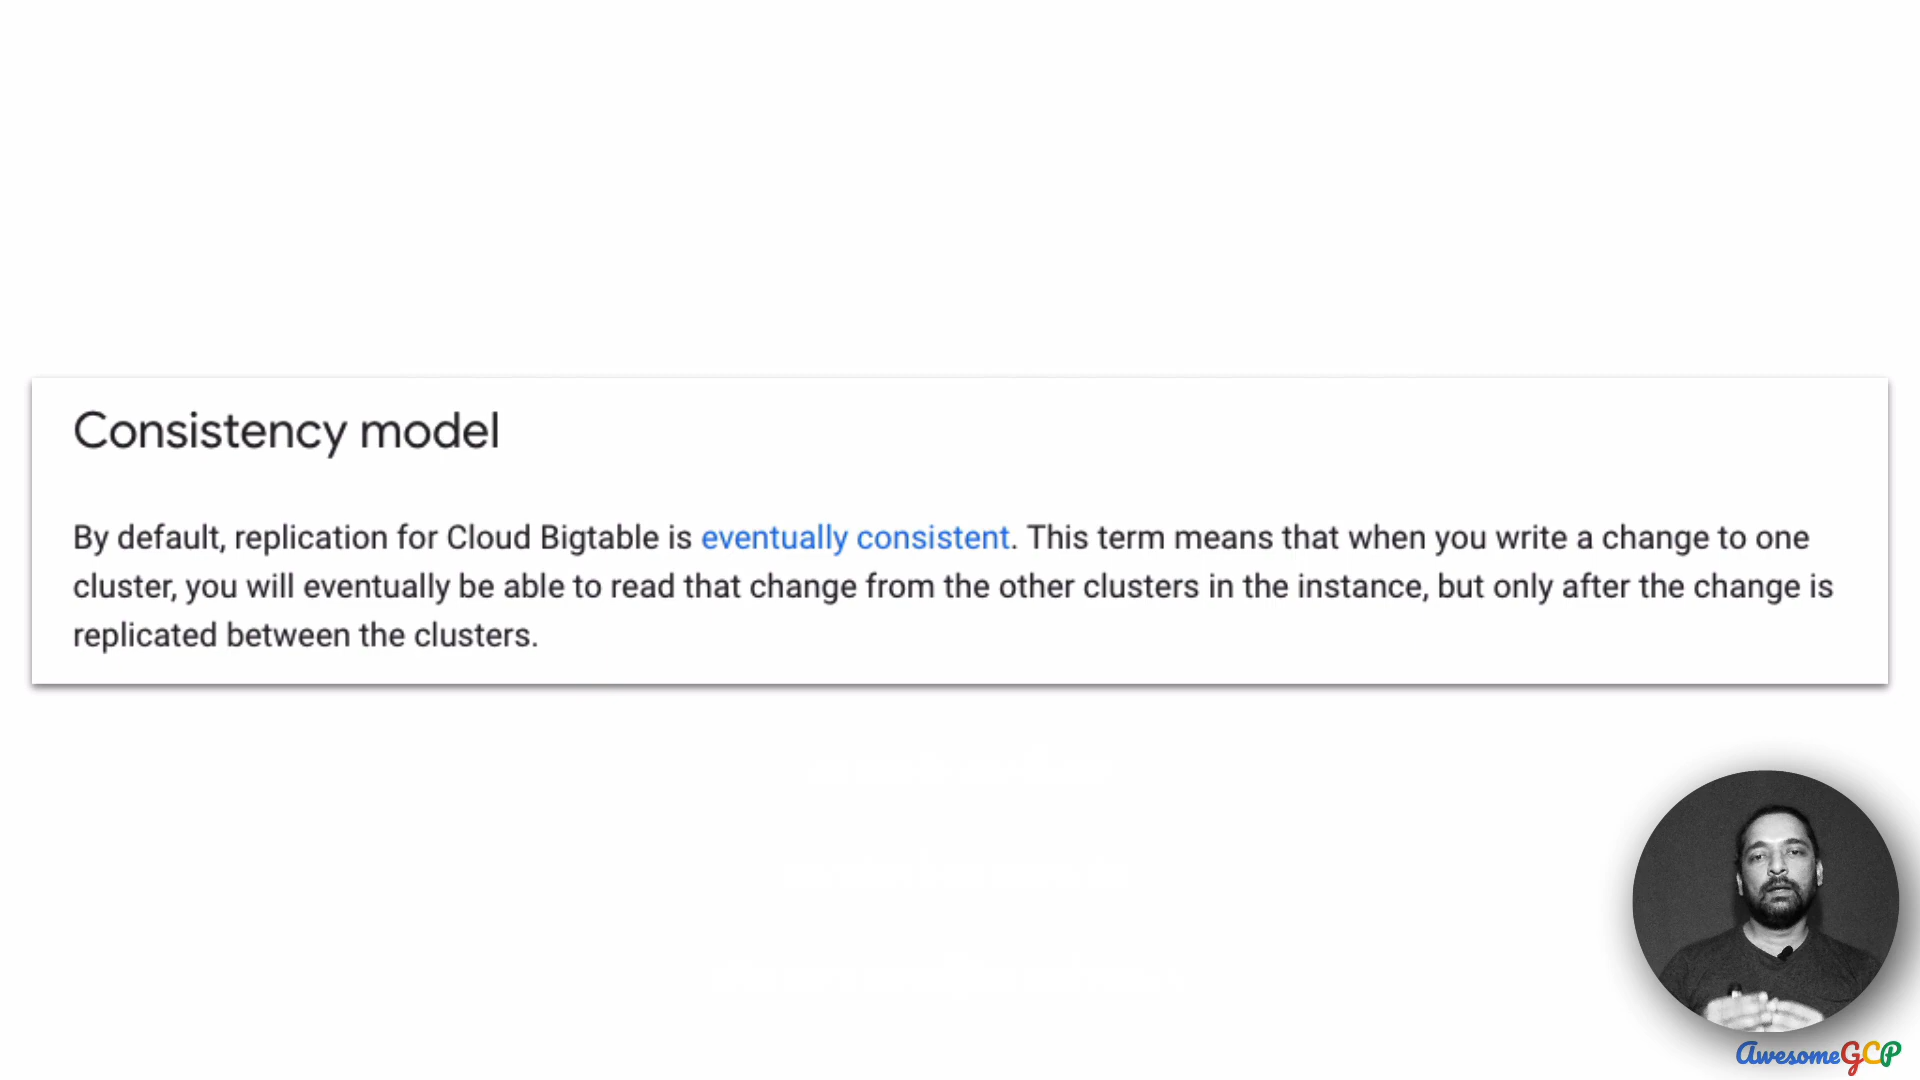 Consistency model
By default, replication for Cloud Bigtable is eventually consistent. This term means that when you write a change to one
cluster, you will eventually be able to read that change from the other clusters in the instance, but only after the change is
replicated between the clusters.
AwesomeGCP